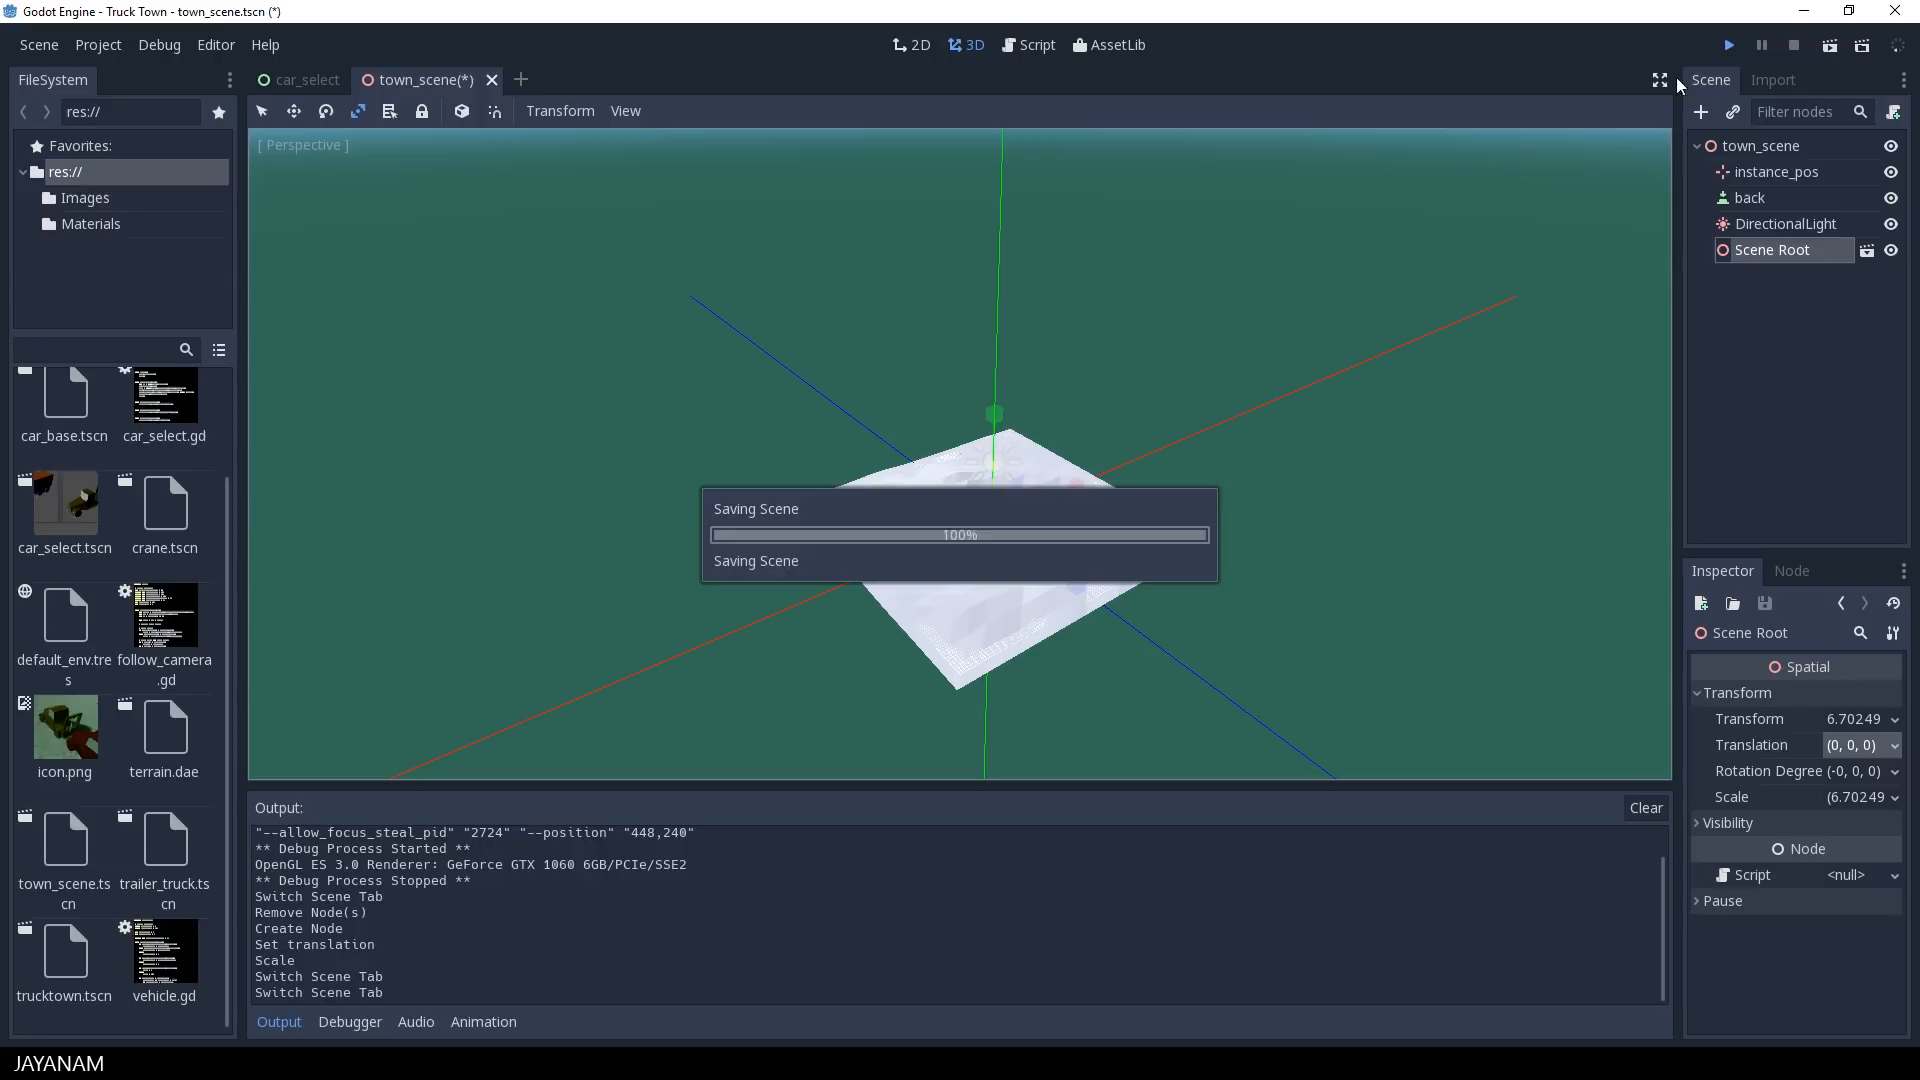 Godot Engine - Truck Town - town_scene.tscn (*)
Scene Project Debug Editor Help
2D 3D Script AssetLib
FileSystem
car_select town_scene(*)
Scene Import
res://
Transform View
Filter nodes
[ Perspective ]
Favorites:
res://
Images
Materials
town_scene
instance_pos
back
DirectionalLight
Scene Root
car_base.tscn car_select.gd
car_select.tscn crane.tscn
default_env.tre
s
follow_camera
.gd
icon.png terrain.dae
town_scene.ts
cn
trailer_truck.ts
cn
trucktown.tscn vehicle.gd
Saving Scene
100%
Saving Scene
Output:
Clear
"--allow_focus_steal_pid" "2724" "--position" "448,240"
** Debug Process Started **
OpenGL ES 3.0 Renderer: GeForce GTX 1060 6GB/PCIe/SSE2
** Debug Process Stopped **
Switch Scene Tab
Remove Node(s)
Create Node
Set translation
Scale
Switch Scene Tab
Switch Scene Tab
Output Debugger Audio Animation
Inspector Node
Scene Root
Spatial
Transform
Transform 6.70249
Translation (0, 0, 0)
Rotation Degree (-0, 0, 0)
Scale (6.70249
Visibility
Node
Script <null>
Pause
JAYANAM